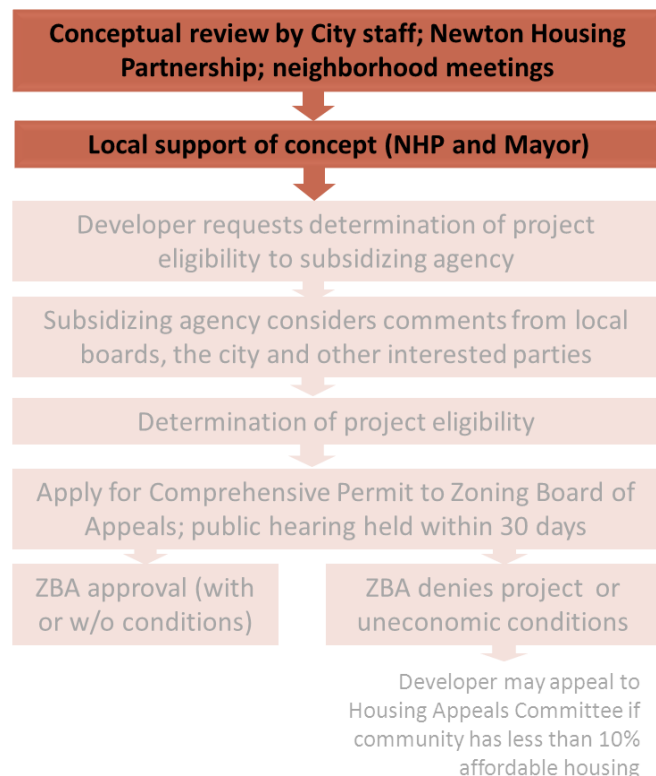 Conceptual review by City staff; Newton Housing
Partnership; neighborhood meetings
Local support of concept (NHP and Mayor)
Developer requests determination of project
eligibility to subsidizing agency
Subsidizing agency considers comments from local
boards, the city and other interested parties
Determination of project eligibility
Apply for Comprehensive Permit to Zoning Board of
Appeals; public hearing held within 30 days
ZBA approval (with
or w/o conditions)
ZBA denies project or
uneconomic conditions
Developer may appeal to
Housing Appeals Committee if
community has less than 10%
affordable housing